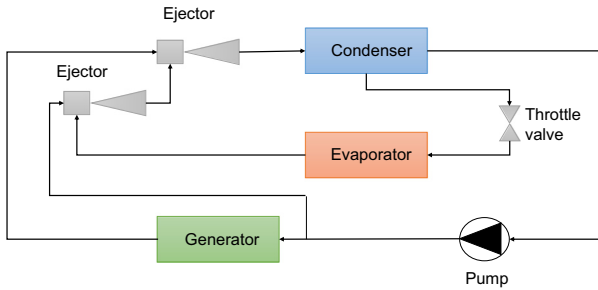 Ejector
Condenser
Ejector
Throttle
valve
Evaporator
Generator
Pump